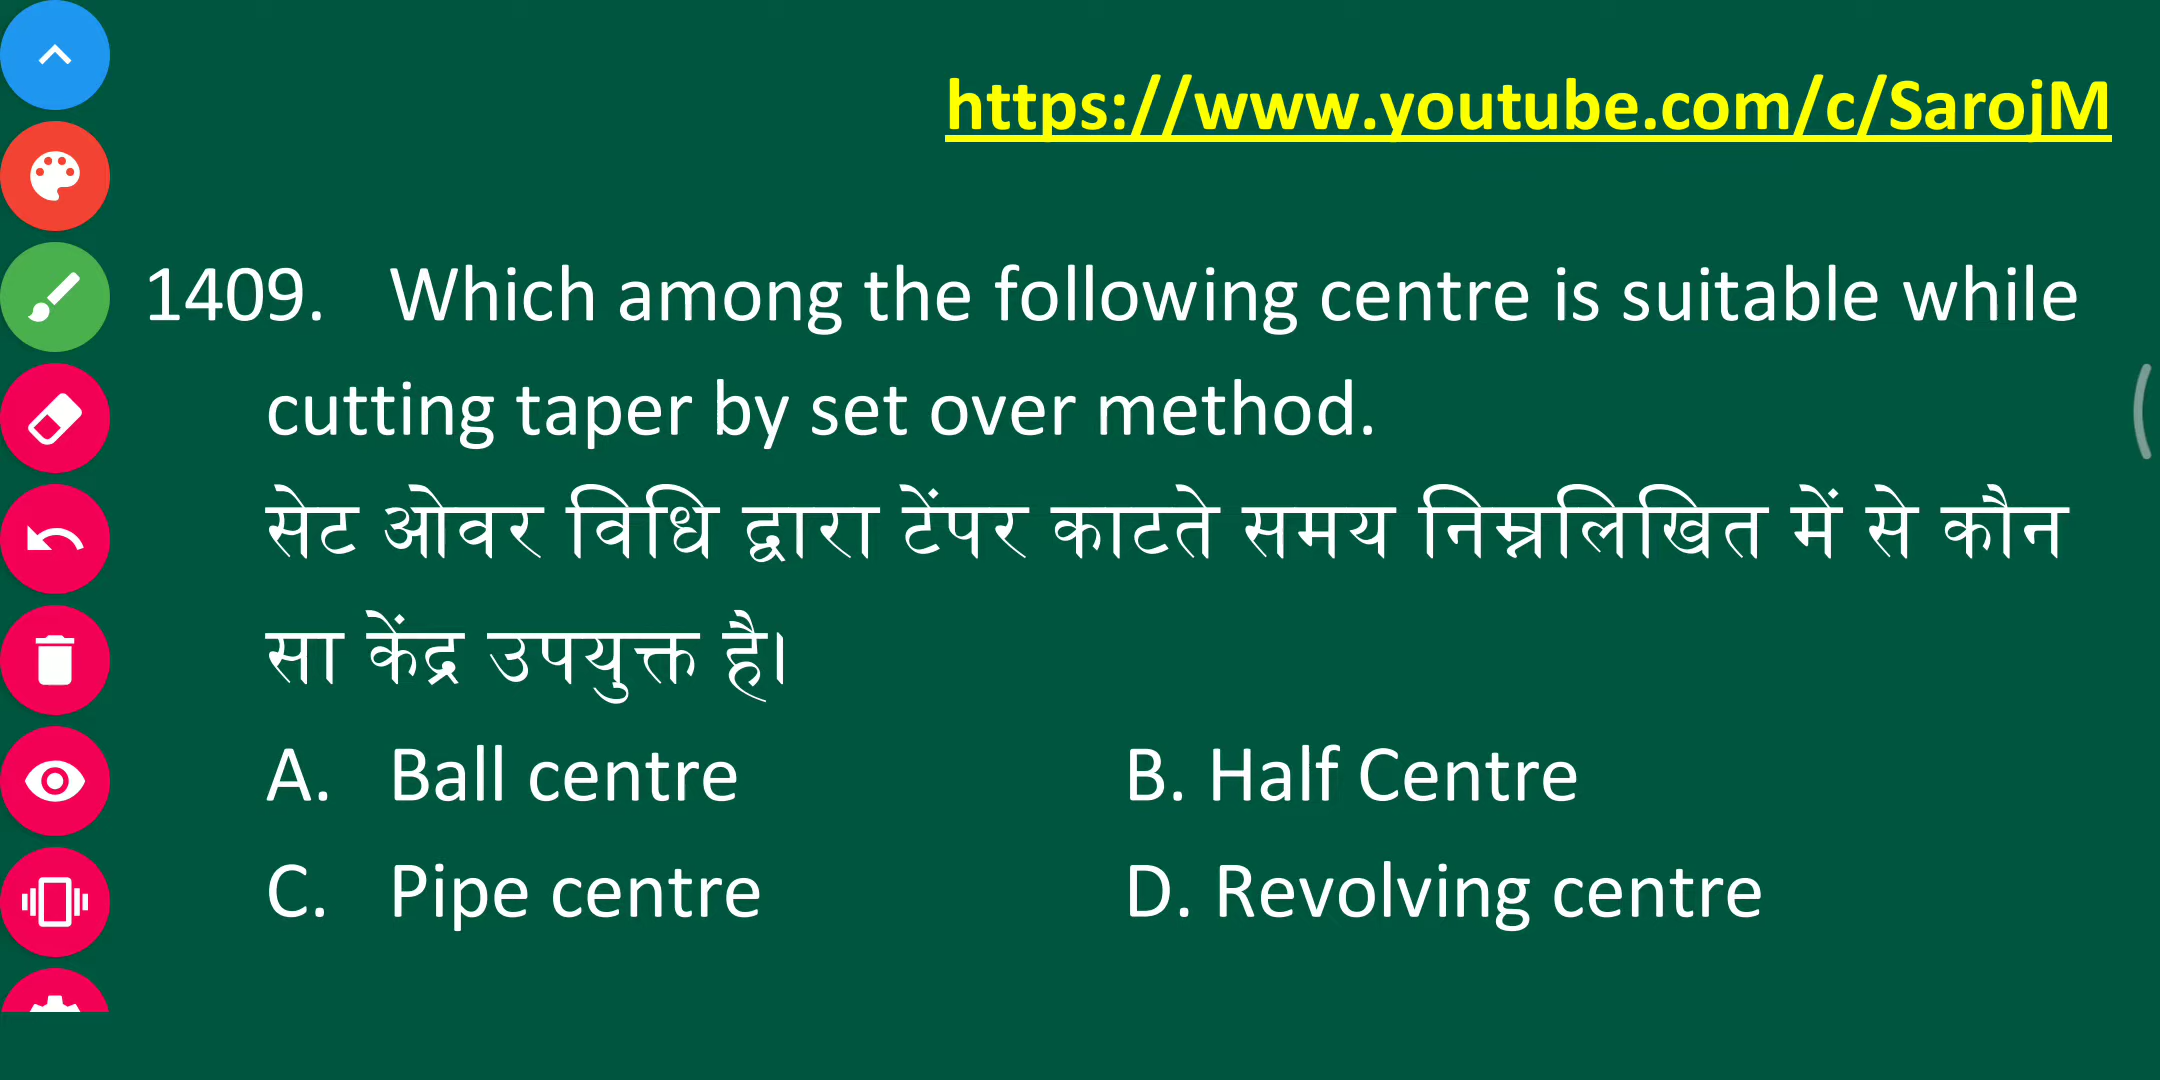 https://www.youtube.com/c/SarojM
1409. Which among the following centre is suitable while
cutting taper by set over method.
सेट ओवर विधि द्वारा टेंपर काटते समय निम्नलिखित में से कौन
सा केंद्र उपयुक्त है।
A. Ball centre B. Half Centre
C. Pipe centre D. Revolving centre